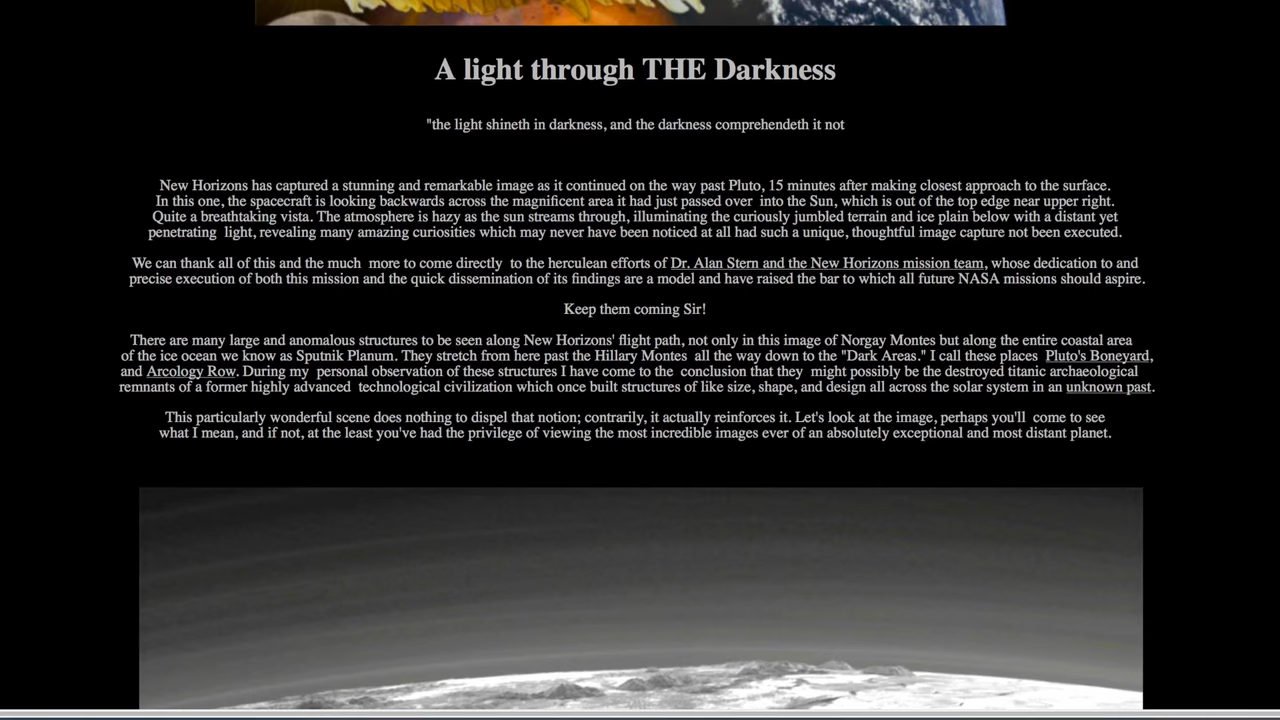 A light through THE Darkness
"the light shineth in darkness, and the darkness comprehendeth it not
New Horizons has captured a stunning and remarkable image as it continued on the way past Pluto, 15 minutes after making closest approach to the surface.
In this one, the spacecraft is looking backwards across the magnificent area it had just passed over into the Sun, which is out of the top edge near upper right.
Quite a breathtaking vista. The atmosphere is hazy as the sun streams through, illuminating the curiously jumbled terrain and ice plain below with a distant yet
penetrating light, revealing many amazing curiosities which may never have been noticed at all had such a unique, thoughtful image capture not been executed.
We can thank all of this and the much more to come directly to the herculean efforts of Dr. Alan Stern and the New Horizons mission team, whose dedication to and
precise execution of both this mission and the quick dissemination of its findings are a model and have raised the bar to which all future NASA missions should aspire.
Keep them coming Sir!
There are many large and anomalous structures to be seen along New Horizons' flight path, not only in this image of Norgay Montes but along the entire coastal area
of the ice ocean we know as Sputnik Planum. They stretch from here past the Hillary Montes all the way down to the "Dark Areas." I call these places Pluto's Boneyard,
and Arcology Row. During my personal observation of these structures I have come to the conclusion that they might possibly be the destroyed titanic archaeological
remnants of a former highly advanced technological civilization which once built structures of like size, shape, and design all across the solar system in an unknown past.
This particularly wonderful scene does nothing to dispel that notion; contrarily, it actually reinforces it. Let's look at the image, perhaps you'll come to see
what I mean, and if not, at the least you've had the privilege of viewing the most incredible images ever of an absolutely exceptional and most distant planet.